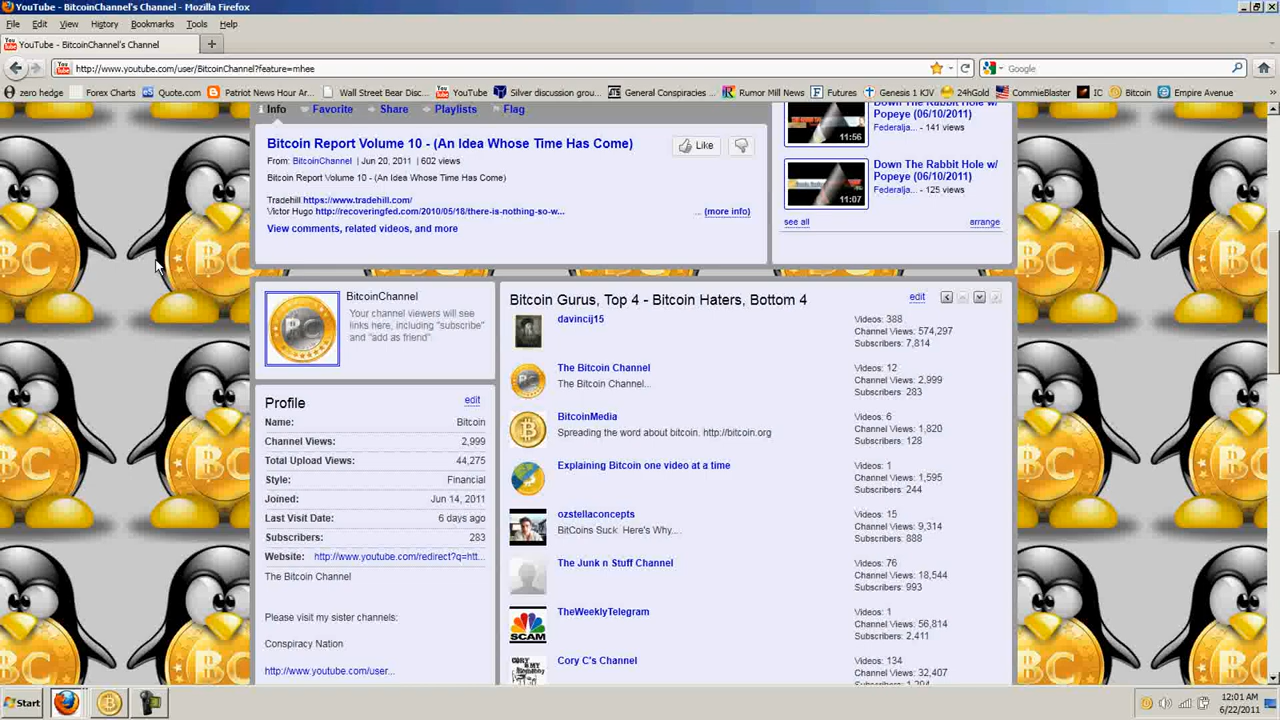 YouTube - BitcoinChannel's Channel - Mozilla Firefox
File Edit View History Bookmarks Tools Help
YouTube - BitcoinChannel's Channel
http://www.youtube.com/user/BitcoinChannel?feature=mhee
Google
zero hedge Forex Charts Quote.com Patriot News Hour Ar... Wall Street Bear Disc... YouTube Silver discussion grou... General Conspiracies ... Rumor Mill News Futures Genesis 1 KJV 24hGold CommieBlaster IC Bitcoin Empire Avenue
Info Favorite Share Playlists Flag
Bitcoin Report Volume 10 - (An Idea Whose Time Has Come)
Like
From: BitcoinChannel | Jun 20, 2011 | 602 views
Bitcoin Report Volume 10 - (An Idea Whose Time Has Come)
Tradehill https://www.tradehill.com/
Victor Hugo http://recoveringfed.com/2010/05/18/there-is-nothing-so-w...
... (more info)
View comments, related videos, and more
Down The Rabbit Hole w/
Popeye (06/10/2011)
Federalja... - 141 views
11:56
Down The Rabbit Hole w/
Popeye (06/10/2011)
Federalja... - 125 views
11:07
see all arrange
BitcoinChannel
Your channel viewers will see
links here, including "subscribe"
and "add as friend"
BC
Profile edit
Name: Bitcoin
Channel Views: 2,999
Total Upload Views: 44,275
Style: Financial
Joined: Jun 14, 2011
Last Visit Date: 6 days ago
Subscribers: 283
Website: http://www.youtube.com/redirect?q=htt...
The Bitcoin Channel
Please visit my sister channels:
Conspiracy Nation
http://www.youtube.com/user...
Bitcoin Gurus, Top 4 - Bitcoin Haters, Bottom 4 edit
davincij15
Videos: 388
Channel Views: 574,297
Subscribers: 7,814
The Bitcoin Channel
The Bitcoin Channel...
Videos: 12
Channel Views: 2,999
Subscribers: 283
BitcoinMedia
Spreading the word about bitcoin. http://bitcoin.org
Videos: 6
Channel Views: 1,820
Subscribers: 128
Explaining Bitcoin one video at a time
Videos: 1
Channel Views: 1,595
Subscribers: 244
ozstellaconcepts
BitCoins Suck Here's Why....
Videos: 15
Channel Views: 9,314
Subscribers: 888
The Junk n Stuff Channel
Videos: 76
Channel Views: 18,544
Subscribers: 993
TheWeeklyTelegram
SCAM
Videos: 1
Channel Views: 56,814
Subscribers: 2,411
Cory C's Channel
Videos: 134
Channel Views: 32,407
Start
12:01 AM
6/22/2011